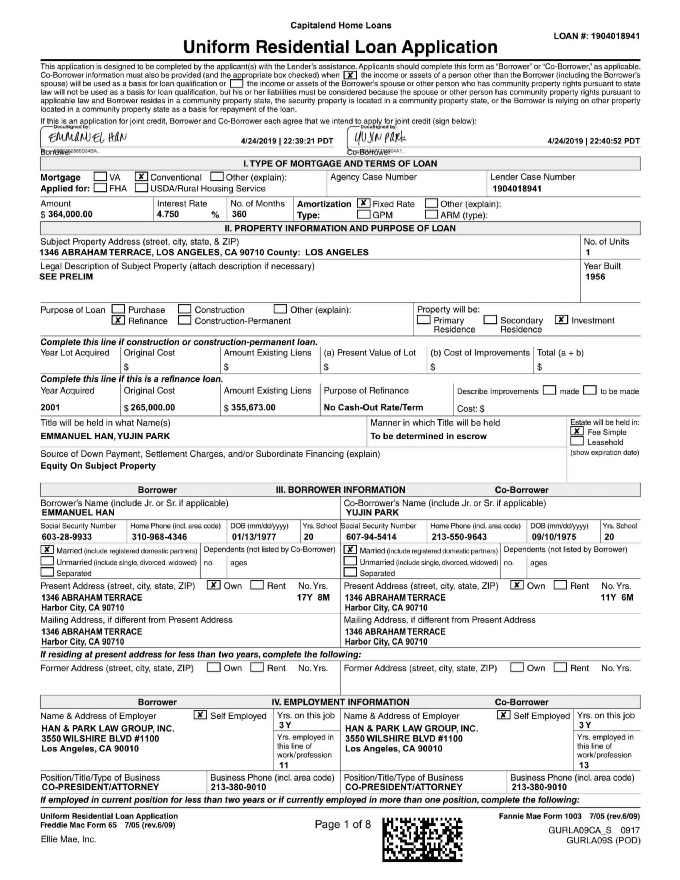 Capitalend Home Loans
LOAN #: 1904018941
Uniform Residential Loan Application
This application is designed to be completed by the applicant(s) with the Lender's assistance. Applicants should complete this form as "Borrower" or "Co-Borrower," as applicable.
Co-Borrower information must also be provided (and the appropriate box checked) when [X] the income or assets of a person other than the Borrower (including the Borrower's
spouse) will be used as a basis for loan qualification or [ ] the income or assets of the Borrower's spouse or other person who has community property rights pursuant to state
law will not be used as a basis for loan qualification, but his or her liabilities must be considered because the spouse or other person has community property rights pursuant to
applicable law and Borrower resides in a community property state, the security property is located in a community property state, or the Borrower is relying on other property
located in a community property state as a basis for repayment of the loan.
If this is an application for joint credit, Borrower and Co-Borrower each agree that we intend to apply for joint credit (sign below):
DocuSigned by: DocuSigned by:
EMMANUEL HAN 4/24/2019 | 22:39:21 PDT YUJIN PARK 4/24/2019 | 22:40:52 PDT
Borrower Co-Borrower
I. TYPE OF MORTGAGE AND TERMS OF LOAN
Mortgage [ ] VA [X] Conventional [ ] Other (explain): Agency Case Number Lender Case Number
Applied for: [ ] FHA [ ] USDA/Rural Housing Service 1904018941
Amount Interest Rate No. of Months Amortization [X] Fixed Rate [ ] Other (explain):
$ 364,000.00 4.750 % 360 Type: [ ] GPM [ ] ARM (type):
II. PROPERTY INFORMATION AND PURPOSE OF LOAN
Subject Property Address (street, city, state, & ZIP) No. of Units
1346 ABRAHAM TERRACE, LOS ANGELES, CA 90710 County: LOS ANGELES 1
Legal Description of Subject Property (attach description if necessary) Year Built
SEE PRELIM 1956
Purpose of Loan [ ] Purchase [ ] Construction [ ] Other (explain): Property will be:
[X] Refinance [ ] Construction-Permanent [ ] Primary Residence [ ] Secondary Residence [X] Investment
Complete this line if construction or construction-permanent loan.
Year Lot Acquired Original Cost Amount Existing Liens (a) Present Value of Lot (b) Cost of Improvements Total (a + b)
$ $ $ $ $
Complete this line if this is a refinance loan.
Year Acquired Original Cost Amount Existing Liens Purpose of Refinance Describe Improvements [ ] made [ ] to be made
2001 $ 265,000.00 $ 355,673.00 No Cash-Out Rate/Term Cost: $
Title will be held in what Name(s) Manner in which Title will be held Estate will be held in:
EMMANUEL HAN, YUJIN PARK To be determined in escrow [X] Fee Simple
[ ] Leasehold
Source of Down Payment, Settlement Charges, and/or Subordinate Financing (explain) (show expiration date)
Equity On Subject Property
Borrower III. BORROWER INFORMATION Co-Borrower
Borrower's Name (include Jr. or Sr. if applicable) Co-Borrower's Name (include Jr. or Sr. if applicable)
EMMANUEL HAN YUJIN PARK
Social Security Number Home Phone (incl. area code) DOB (mm/dd/yyyy) Yrs. School Social Security Number Home Phone (incl. area code) DOB (mm/dd/yyyy) Yrs. School
603-28-9933 310-968-4346 01/13/1977 20 607-94-5414 213-550-9643 09/10/1975 20
[X] Married (include registered domestic partners) Dependents (not listed by Co-Borrower) [X] Married (include registered domestic partners) Dependents (not listed by Borrower)
[ ] Unmarried (include single, divorced, widowed) no. ages [ ] Unmarried (include single, divorced, widowed) no. ages
[ ] Separated [ ] Separated
Present Address (street, city, state, ZIP) [X] Own [ ] Rent No. Yrs. Present Address (street, city, state, ZIP) [X] Own [ ] Rent No. Yrs.
1346 ABRAHAM TERRACE 17Y 8M 1346 ABRAHAM TERRACE 11Y 6M
Harbor City, CA 90710 Harbor City, CA 90710
Mailing Address, if different from Present Address Mailing Address, if different from Present Address
1346 ABRAHAM TERRACE 1346 ABRAHAM TERRACE
Harbor City, CA 90710 Harbor City, CA 90710
If residing at present address for less than two years, complete the following:
Former Address (street, city, state, ZIP) [ ] Own [ ] Rent No. Yrs. Former Address (street, city, state, ZIP) [ ] Own [ ] Rent No. Yrs.
Borrower IV. EMPLOYMENT INFORMATION Co-Borrower
Name & Address of Employer [X] Self Employed Yrs. on this job Name & Address of Employer [X] Self Employed Yrs. on this job
HAN & PARK LAW GROUP, INC. 3 Y HAN & PARK LAW GROUP, INC. 3 Y
3550 WILSHIRE BLVD #1100 Yrs. employed in 3550 WILSHIRE BLVD #1100 Yrs. employed in
Los Angeles, CA 90010 this line of Los Angeles, CA 90010 this line of
work/profession work/profession
11 13
Position/Title/Type of Business Business Phone (incl. area code) Position/Title/Type of Business Business Phone (incl. area code)
CO-PRESIDENT/ATTORNEY 213-380-9010 CO-PRESIDENT/ATTORNEY 213-380-9010
If employed in current position for less than two years or if currently employed in more than one position, complete the following:
Uniform Residential Loan Application Fannie Mae Form 1003 7/05 (rev.6/09)
Freddie Mac Form 65 7/05 (rev.6/09) Page 1 of 8 GURLA09CA_S 0917
Ellie Mae, Inc. GURLA09S (POD)